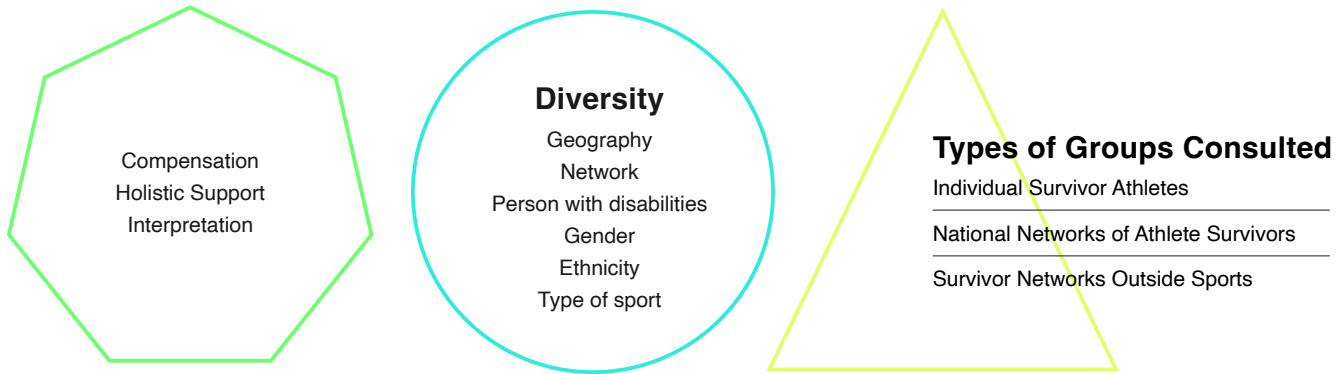 Compensation
Holistic Support
Interpretation
Diversity
Geography
Network
Person with disabilities
Gender
Ethnicity
Type of sport
Types of Groups Consulted
Individual Survivor Athletes
National Networks of Athlete Survivors
Survivor Networks Outside Sports